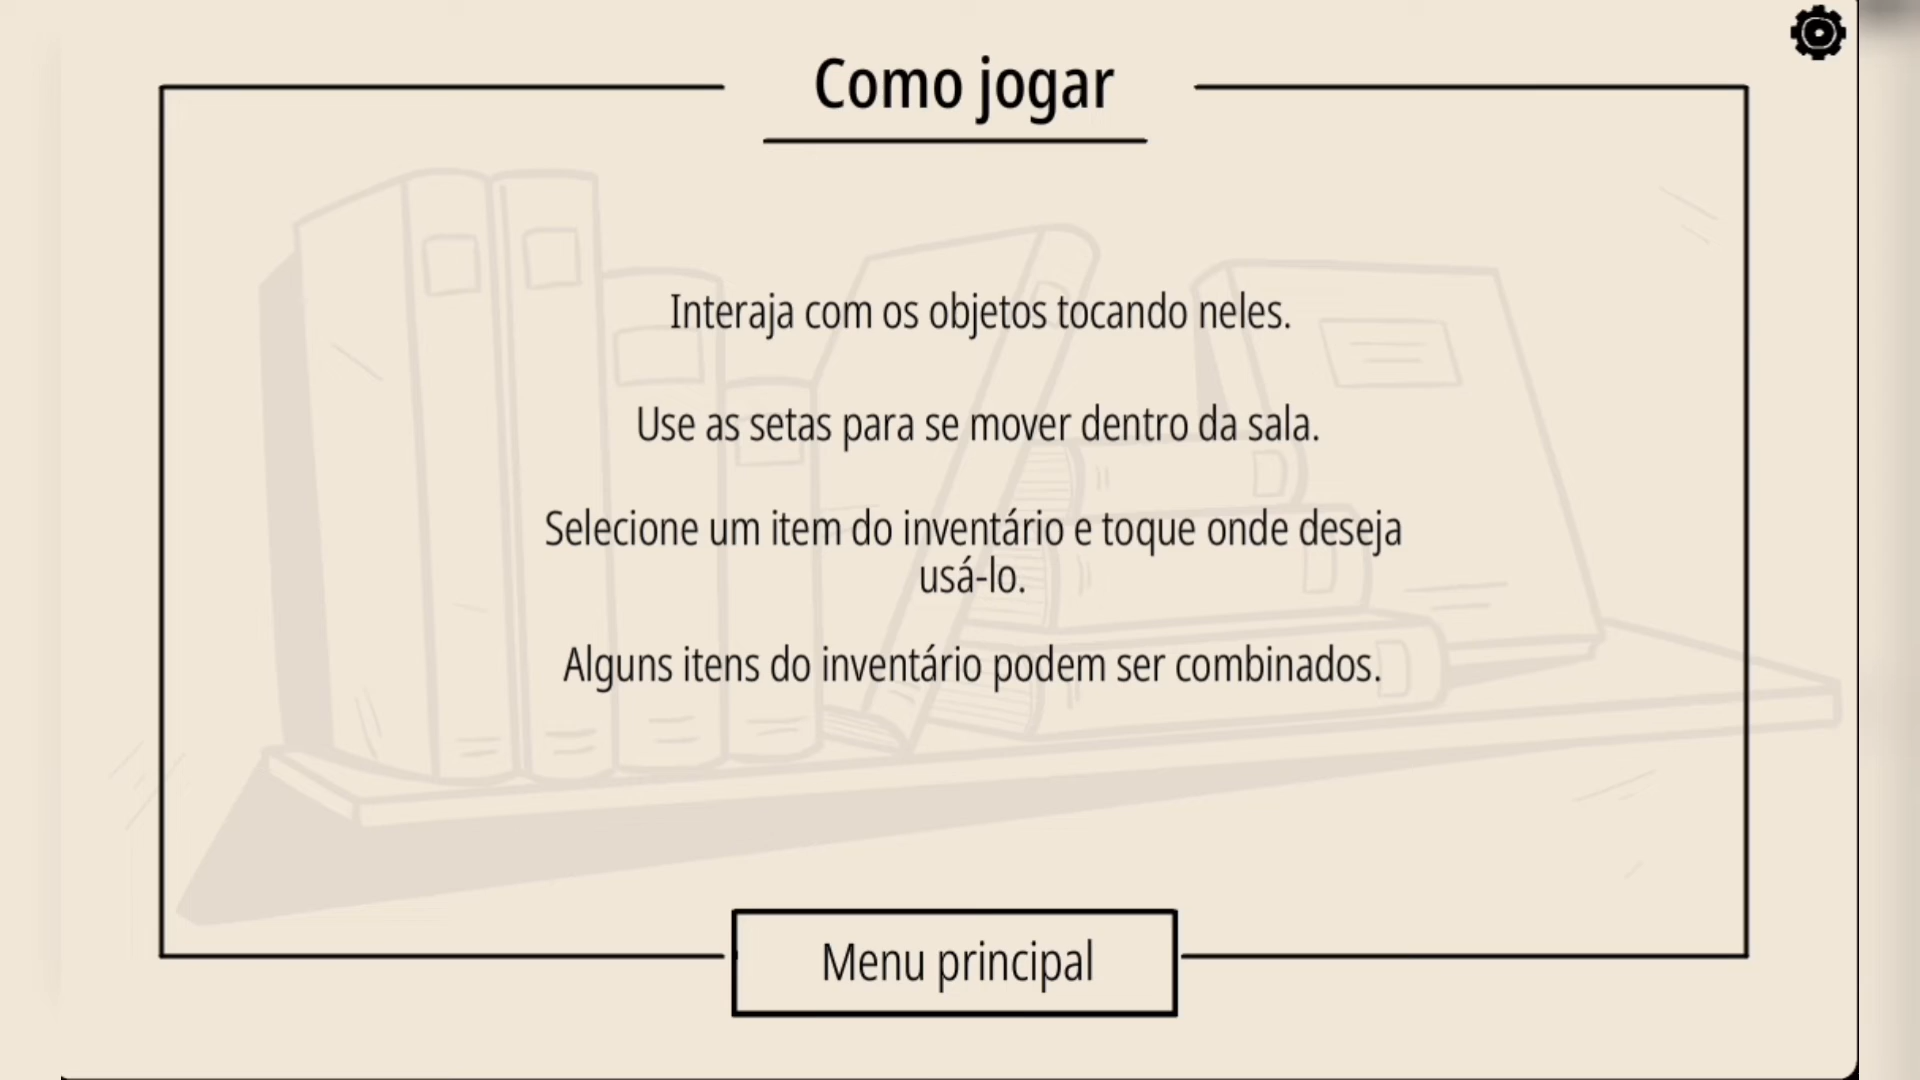 Como jogar
Interaja com os objetos tocando neles.
Use as setas para se mover dentro da sala.
Selecione um item do inventário e toque onde deseja
usá-lo.
Alguns itens do inventário podem ser combinados.
Menu principal